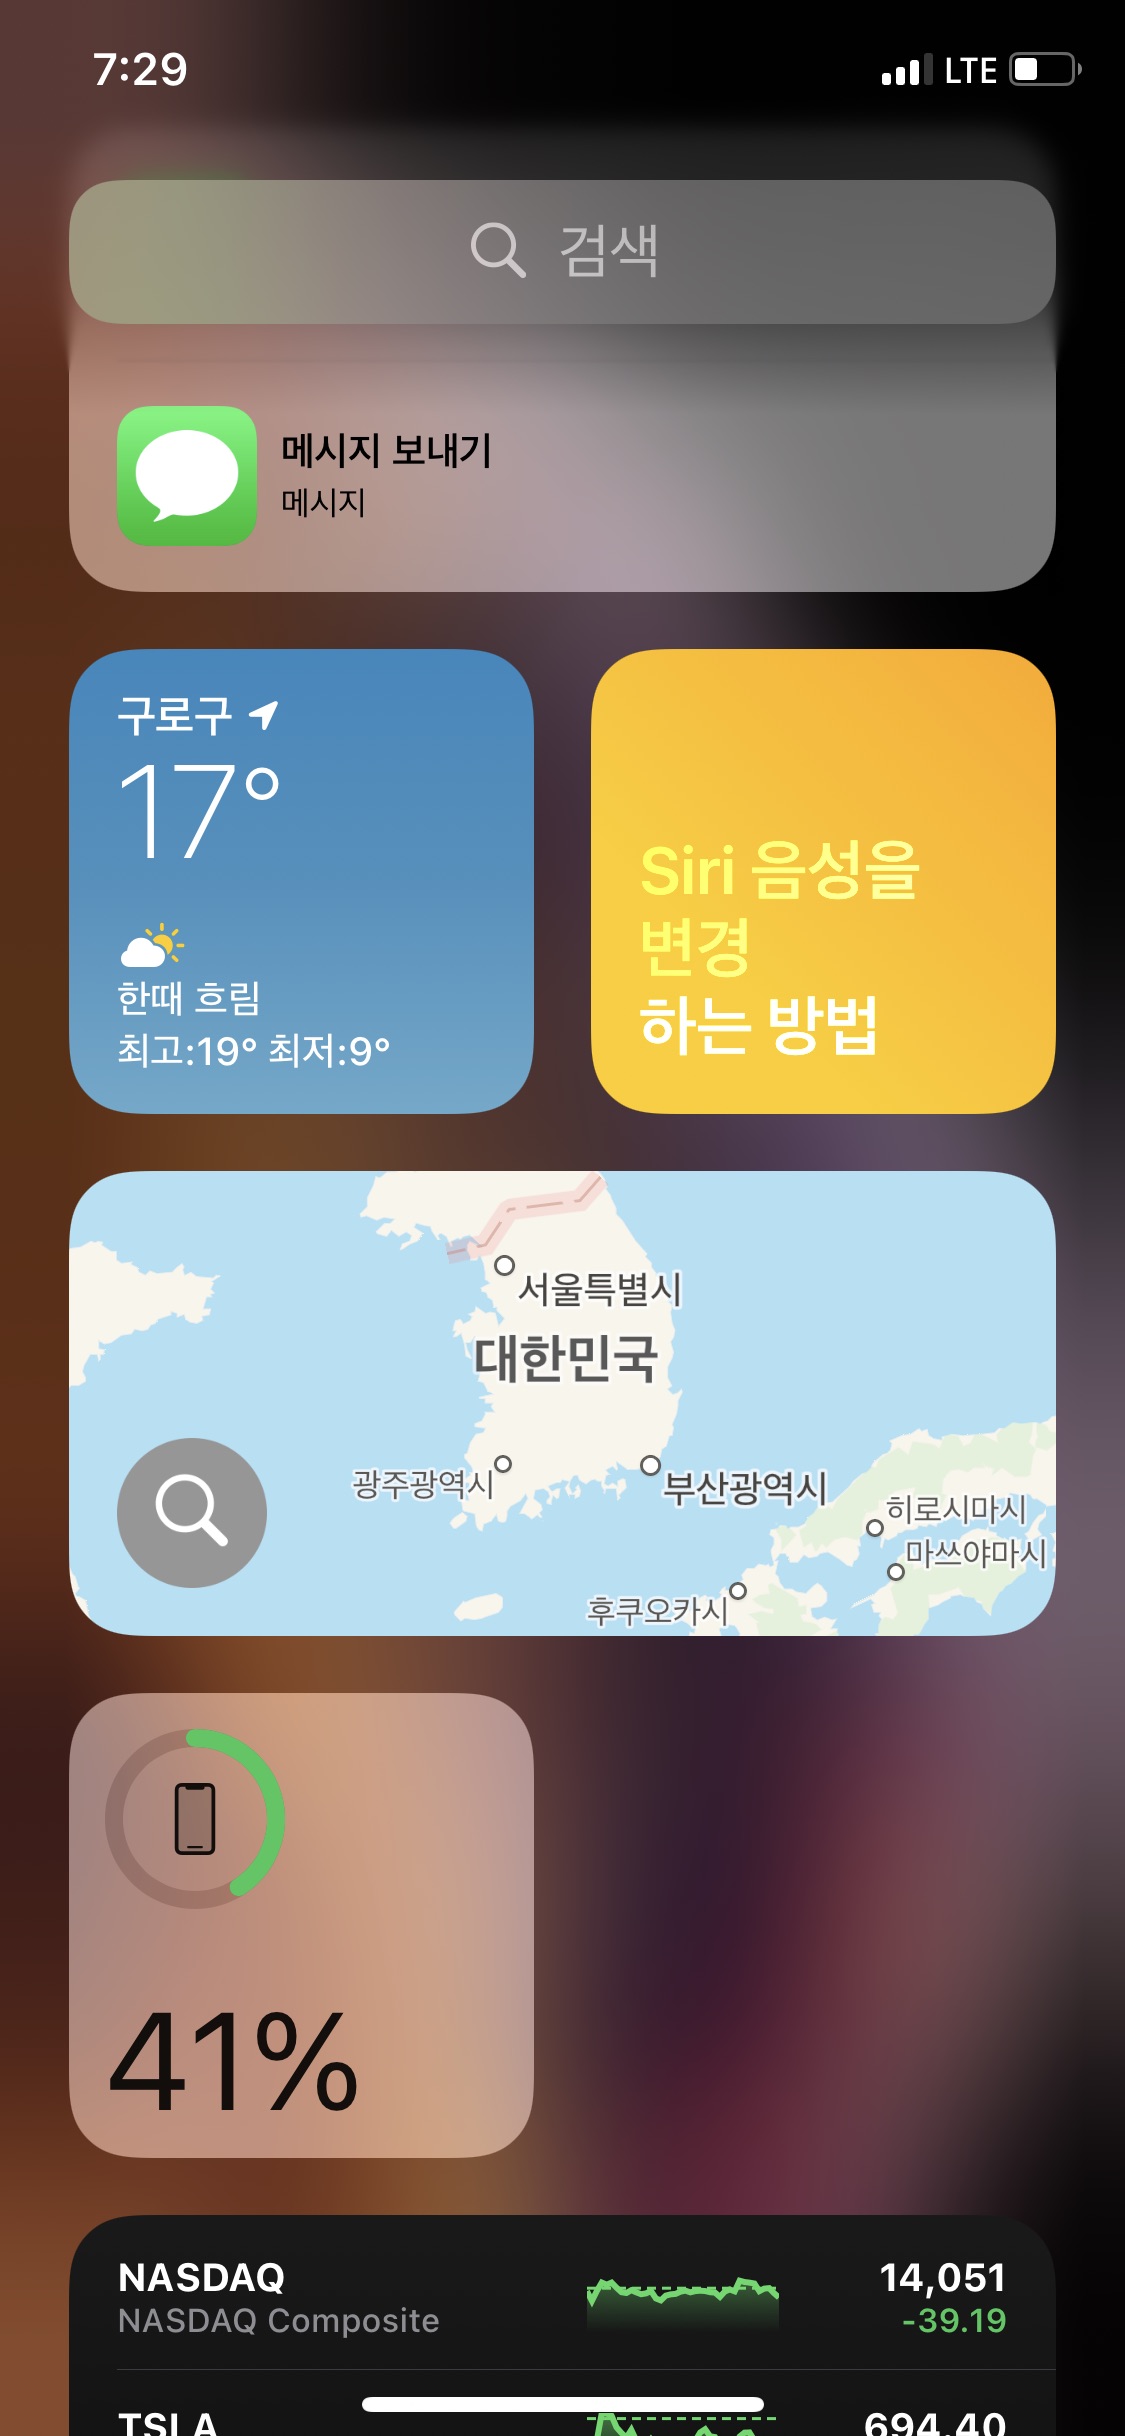 7:29
LTE
검색
메시지 보내기
메시지
구로구
17°
한때 흐림
최고:19° 최저:9°
Siri 음성을
변경
하는 방법
서울특별시
대한민국
광주광역시
부산광역시
히로시마시
마쓰야마시
후쿠오카시
41%
NASDAQ
14,051
NASDAQ Composite
-39.19
TSLA
694.40